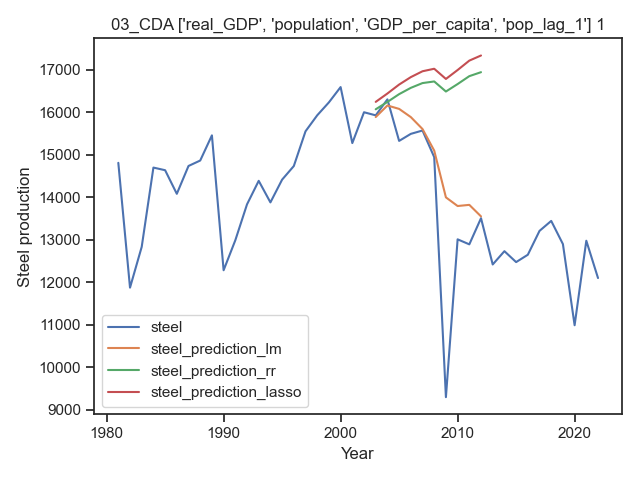 03_CDA ['real_GDP', 'population', 'GDP_per_capita', 'pop_lag_1'] 1
17000
16000
15000
14000
13000
12000
11000
10000
9000
Steel production
steel
steel_prediction_lm
steel_prediction_rr
steel_prediction_lasso
1980
1990
2000
2010
2020
Year